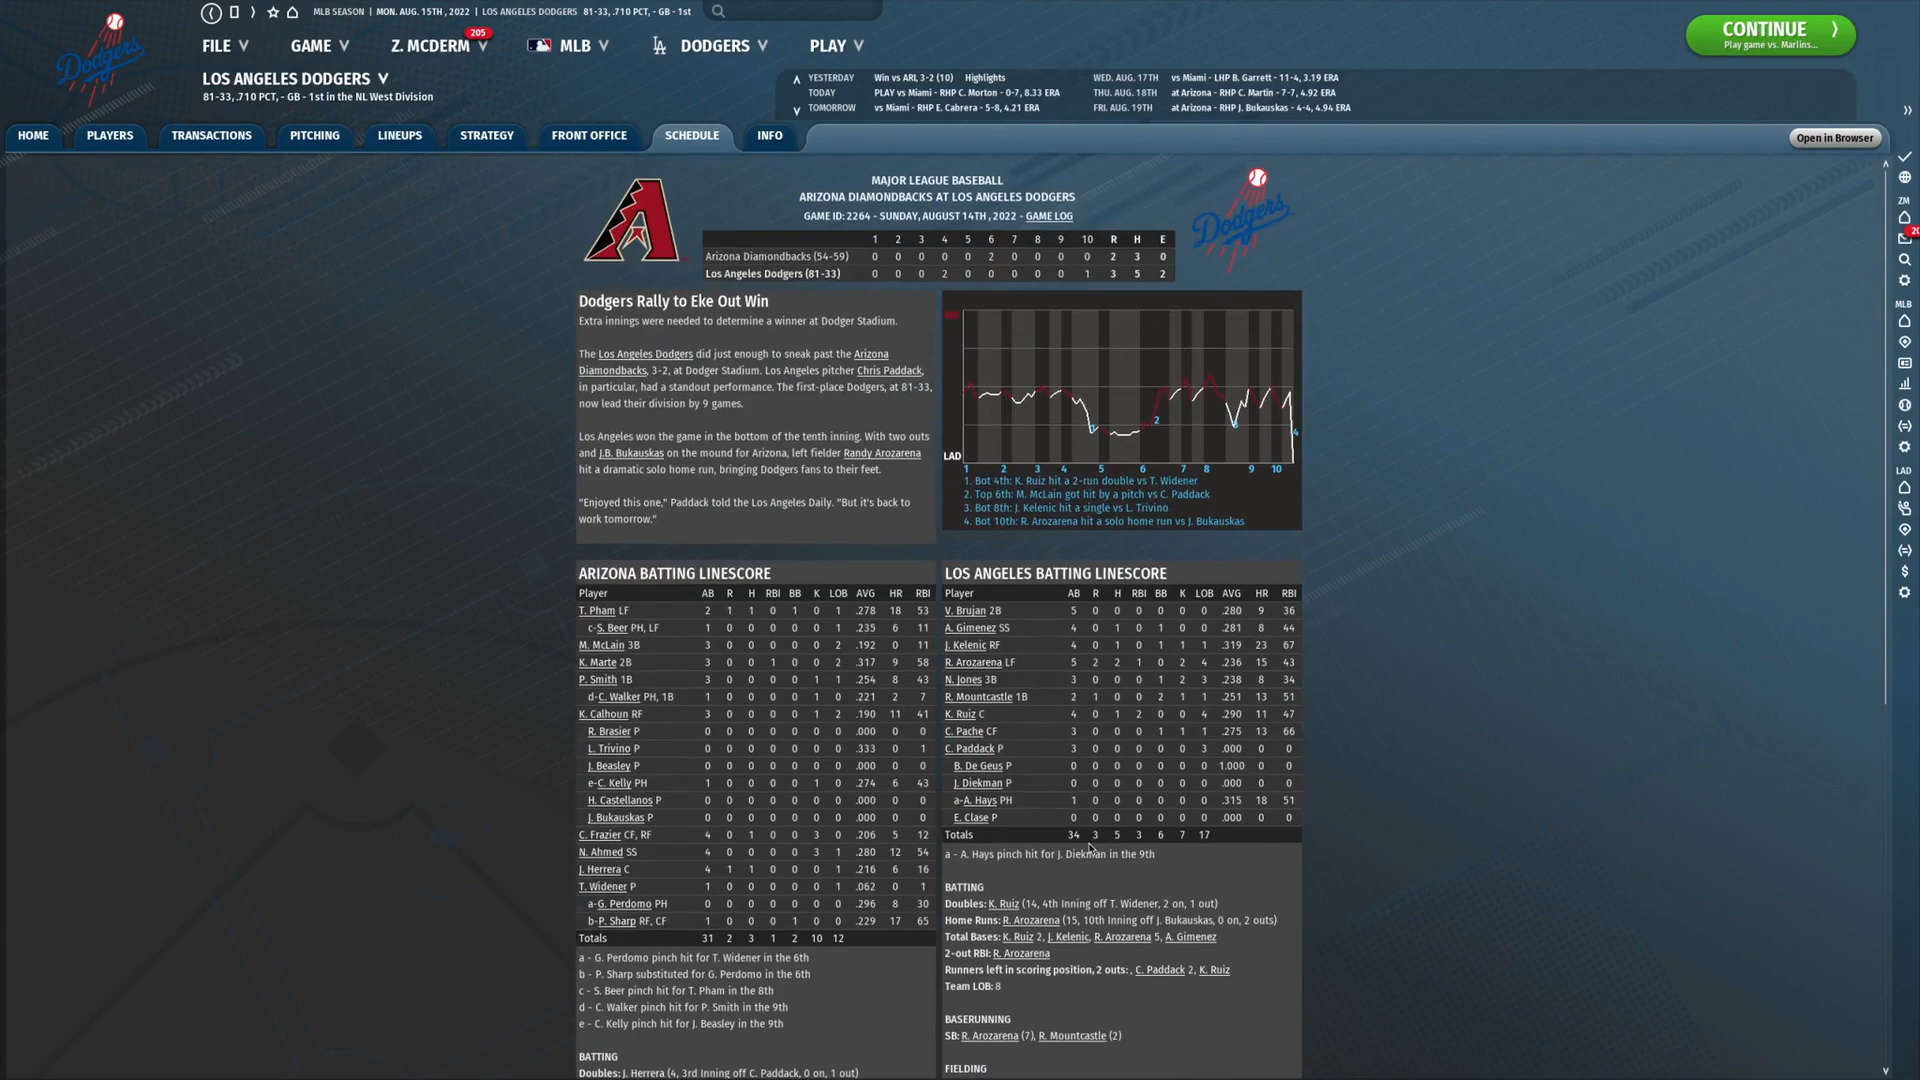 MLB SEASON | MON. AUG. 15TH, 2022 | LOS ANGELES DODGERS 81-33, .710 PCT, - GB - 1st
FILE GAME Z. MCDERM 205 MLB DODGERS PLAY
CONTINUE
Play game vs. Marlins...
Dodgers
LOS ANGELES DODGERS
81-33, .710 PCT, - GB - 1st in the NL West Division
YESTERDAY Win vs ARI, 3-2 (10) Highlights WED. AUG. 17TH vs Miami - LHP B. Garrett - 11-4, 3.19 ERA
TODAY PLAY vs Miami - RHP C. Morton - 0-7, 8.33 ERA THU. AUG. 18TH at Arizona - RHP C. Martin - 7-7, 4.92 ERA
TOMORROW vs Miami - RHP E. Cabrera - 5-8, 4.21 ERA FRI. AUG. 19TH at Arizona - RHP J. Bukauskas - 4-4, 4.94 ERA
HOME PLAYERS TRANSACTIONS PITCHING LINEUPS STRATEGY FRONT OFFICE SCHEDULE INFO
Open in Browser
MAJOR LEAGUE BASEBALL
ARIZONA DIAMONDBACKS AT LOS ANGELES DODGERS
GAME ID: 2264 - SUNDAY, AUGUST 14TH, 2022 - GAME LOG
Dodgers
1 2 3 4 5 6 7 8 9 10 R H E
Arizona Diamondbacks (54-59) 0 0 0 0 0 2 0 0 0 0 2 3 0
Los Angeles Dodgers (81-33) 0 0 0 2 0 0 0 0 0 1 3 5 2
Dodgers Rally to Eke Out Win
Extra innings were needed to determine a winner at Dodger Stadium.
The Los Angeles Dodgers did just enough to sneak past the Arizona
Diamondbacks, 3-2, at Dodger Stadium. Los Angeles pitcher Chris Paddack,
in particular, had a standout performance. The first-place Dodgers, at 81-33,
now lead their division by 9 games.
Los Angeles won the game in the bottom of the tenth inning. With two outs
and J.B. Bukauskas on the mound for Arizona, left fielder Randy Arozarena
hit a dramatic solo home run, bringing Dodgers fans to their feet.
"Enjoyed this one," Paddack told the Los Angeles Daily. "But it's back to
work tomorrow."
LAD
1 2 3 4 5 6 7 8 9 10
1. Bot 4th: K. Ruiz hit a 2-run double vs T. Widener
2. Top 6th: M. McLain got hit by a pitch vs C. Paddack
3. Bot 8th: J. Kelenic hit a single vs L. Trivino
4. Bot 10th: R. Arozarena hit a solo home run vs J. Bukauskas
ARIZONA BATTING LINESCORE
Player AB R H RBI BB K LOB AVG HR RBI
T. Pham LF 2 1 1 0 1 0 1 .278 18 53
c-S. Beer PH, LF 1 0 0 0 0 0 1 .235 6 11
M. McLain 3B 3 0 0 0 0 0 2 .192 0 11
K. Marte 2B 3 0 0 1 0 0 2 .317 9 58
P. Smith 1B 3 0 0 0 0 1 1 .254 8 43
d-C. Walker PH, 1B 1 0 0 0 0 1 0 .221 2 7
K. Calhoun RF 3 0 0 0 0 1 2 .190 11 41
R. Brasier P 0 0 0 0 0 0 0 .000 0 0
L. Trivino P 0 0 0 0 0 0 0 .333 0 1
J. Beasley P 0 0 0 0 0 0 0 .000 0 0
e-C. Kelly PH 1 0 0 0 0 1 0 .274 6 43
H. Castellanos P 0 0 0 0 0 0 0 .000 0 0
J. Bukauskas P 0 0 0 0 0 0 0 .000 0 0
C. Frazier CF, RF 4 0 1 0 0 3 0 .206 5 12
N. Ahmed SS 4 0 0 0 0 3 1 .280 12 54
J. Herrera C 4 1 1 0 0 0 1 .216 6 16
T. Widener P 1 0 0 0 0 0 1 .062 0 1
a-G. Perdomo PH 0 0 0 0 0 0 0 .296 8 30
b-P. Sharp RF, CF 1 0 0 0 1 0 0 .229 17 65
Totals 31 2 3 1 2 10 12
a - G. Perdomo pinch hit for T. Widener in the 6th
b - P. Sharp substituted for G. Perdomo in the 6th
c - S. Beer pinch hit for T. Pham in the 8th
d - C. Walker pinch hit for P. Smith in the 9th
e - C. Kelly pinch hit for J. Beasley in the 9th
BATTING
Doubles: J. Herrera (4, 3rd Inning off C. Paddack, 0 on, 1 out)
LOS ANGELES BATTING LINESCORE
Player AB R H RBI BB K LOB AVG HR RBI
V. Brujan 2B 5 0 0 0 0 0 0 .280 9 36
A. Gimenez SS 4 0 1 0 1 0 0 .281 8 44
J. Kelenic RF 4 0 1 0 1 1 1 .319 23 67
R. Arozarena LF 5 2 2 1 0 2 4 .236 15 43
N. Jones 3B 3 0 0 0 1 2 3 .238 8 34
R. Mountcastle 1B 2 1 0 0 2 1 1 .251 13 51
K. Ruiz C 4 0 1 2 0 0 4 .290 11 47
C. Pache CF 3 0 0 0 1 1 1 .275 13 66
C. Paddack P 3 0 0 0 0 0 3 .000 0 0
B. De Geus P 0 0 0 0 0 0 0 1.000 0 0
J. Diekman P 0 0 0 0 0 0 0 .000 0 0
a-A. Hays PH 1 0 0 0 0 0 0 .315 18 51
E. Clase P 0 0 0 0 0 0 0 .000 0 0
Totals 34 3 5 3 6 7 17
a - A. Hays pinch hit for J. Diekman in the 9th
BATTING
Doubles: K. Ruiz (14, 4th Inning off T. Widener, 2 on, 1 out)
Home Runs: R. Arozarena (15, 10th Inning off J. Bukauskas, 0 on, 2 outs)
Total Bases: K. Ruiz 2, J. Kelenic, R. Arozarena 5, A. Gimenez
2-out RBI: R. Arozarena
Runners left in scoring position, 2 outs: , C. Paddack 2, K. Ruiz
Team LOB: 8
BASERUNNING
SB: R. Arozarena (7), R. Mountcastle (2)
FIELDING
ZM
20
MLB
LAD